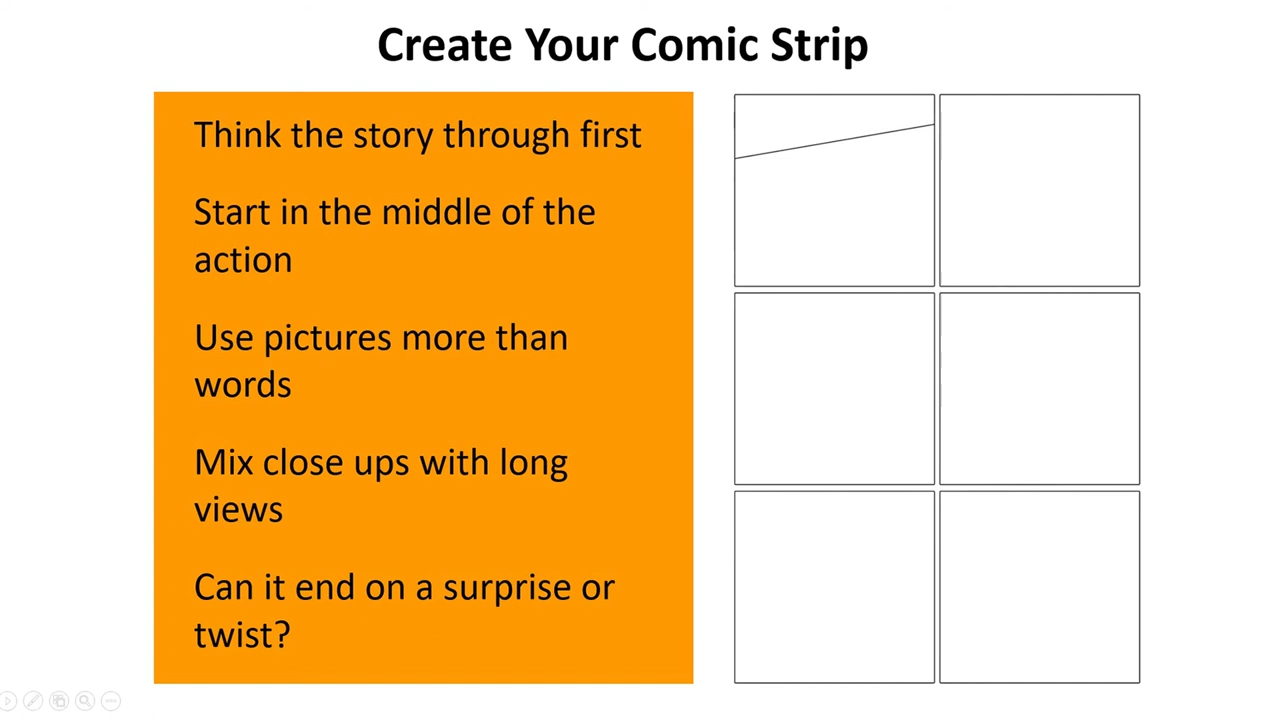 Create Your Comic Strip
Think the story through first
Start in the middle of the
action
Use pictures more than
words
Mix close ups with long
views
Can it end on a surprise or
twist?